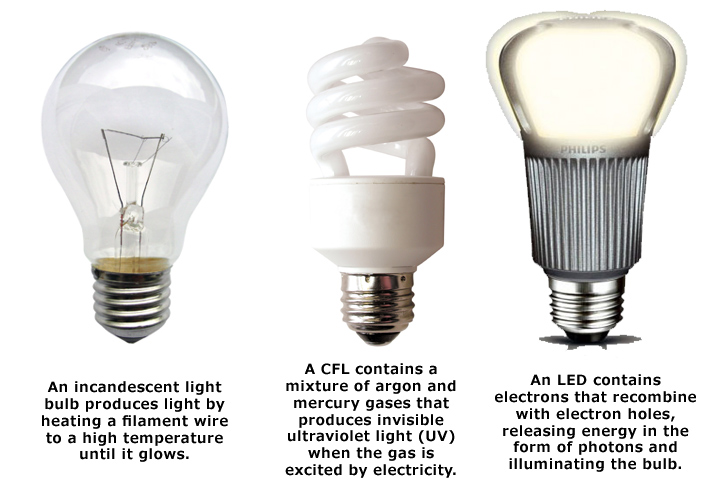 PHILIPS
An incandescent light
bulb produces light by
heating a filament wire
to a high temperature
until it glows.
A CFL contains a
mixture of argon and
mercury gases that
produces invisible
ultraviolet light (UV)
when the gas is
excited by electricity.
An LED contains
electrons that recombine
with electron holes,
releasing energy in the
form of photons and
illuminating the bulb.